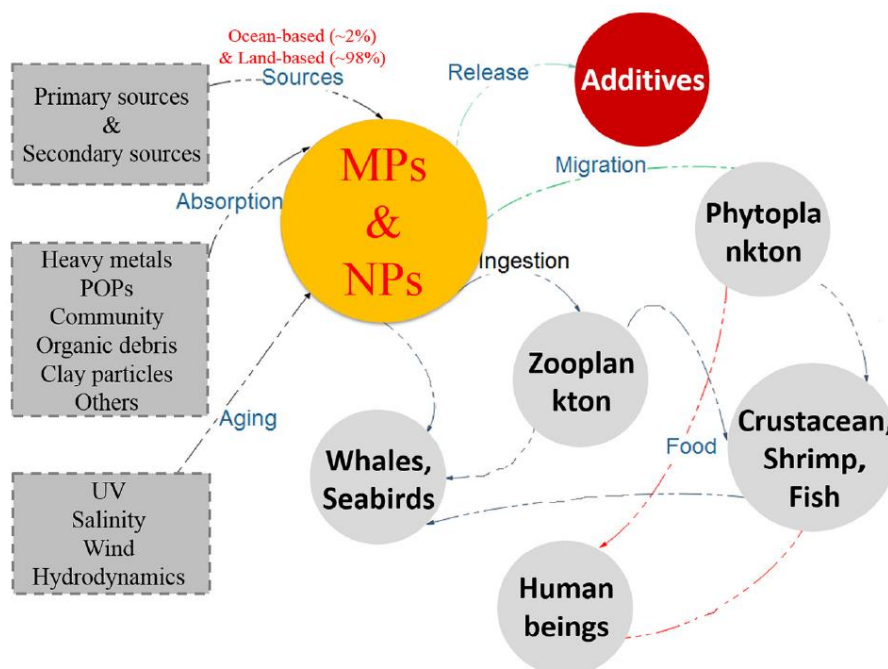 Ocean-based (~2%)
& Land-based (~98%)
Sources
Primary sources
&
Secondary sources
Release
Additives
MPs
&
NPs
Absorption
Migration
Phytopla
nkton
Heavy metals
POPs
Community
Organic debris
Clay particles
Others
Ingestion
Zooplan
kton
Aging
Whales,
Seabirds
Food
Crustacean,
Shrimp,
Fish
UV
Salinity
Wind
Hydrodynamics
Human
beings